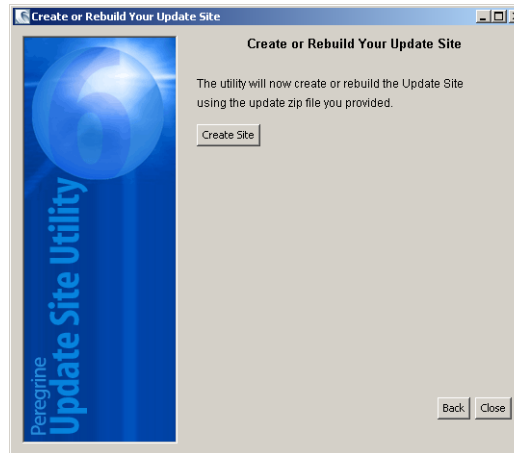 Create or Rebuild Your Update Site
Create or Rebuild Your Update Site
The utility will now create or rebuild the Update Site
using the update zip file you provided.
Create Site
6
Peregrine
Update Site Utility
Back
Close